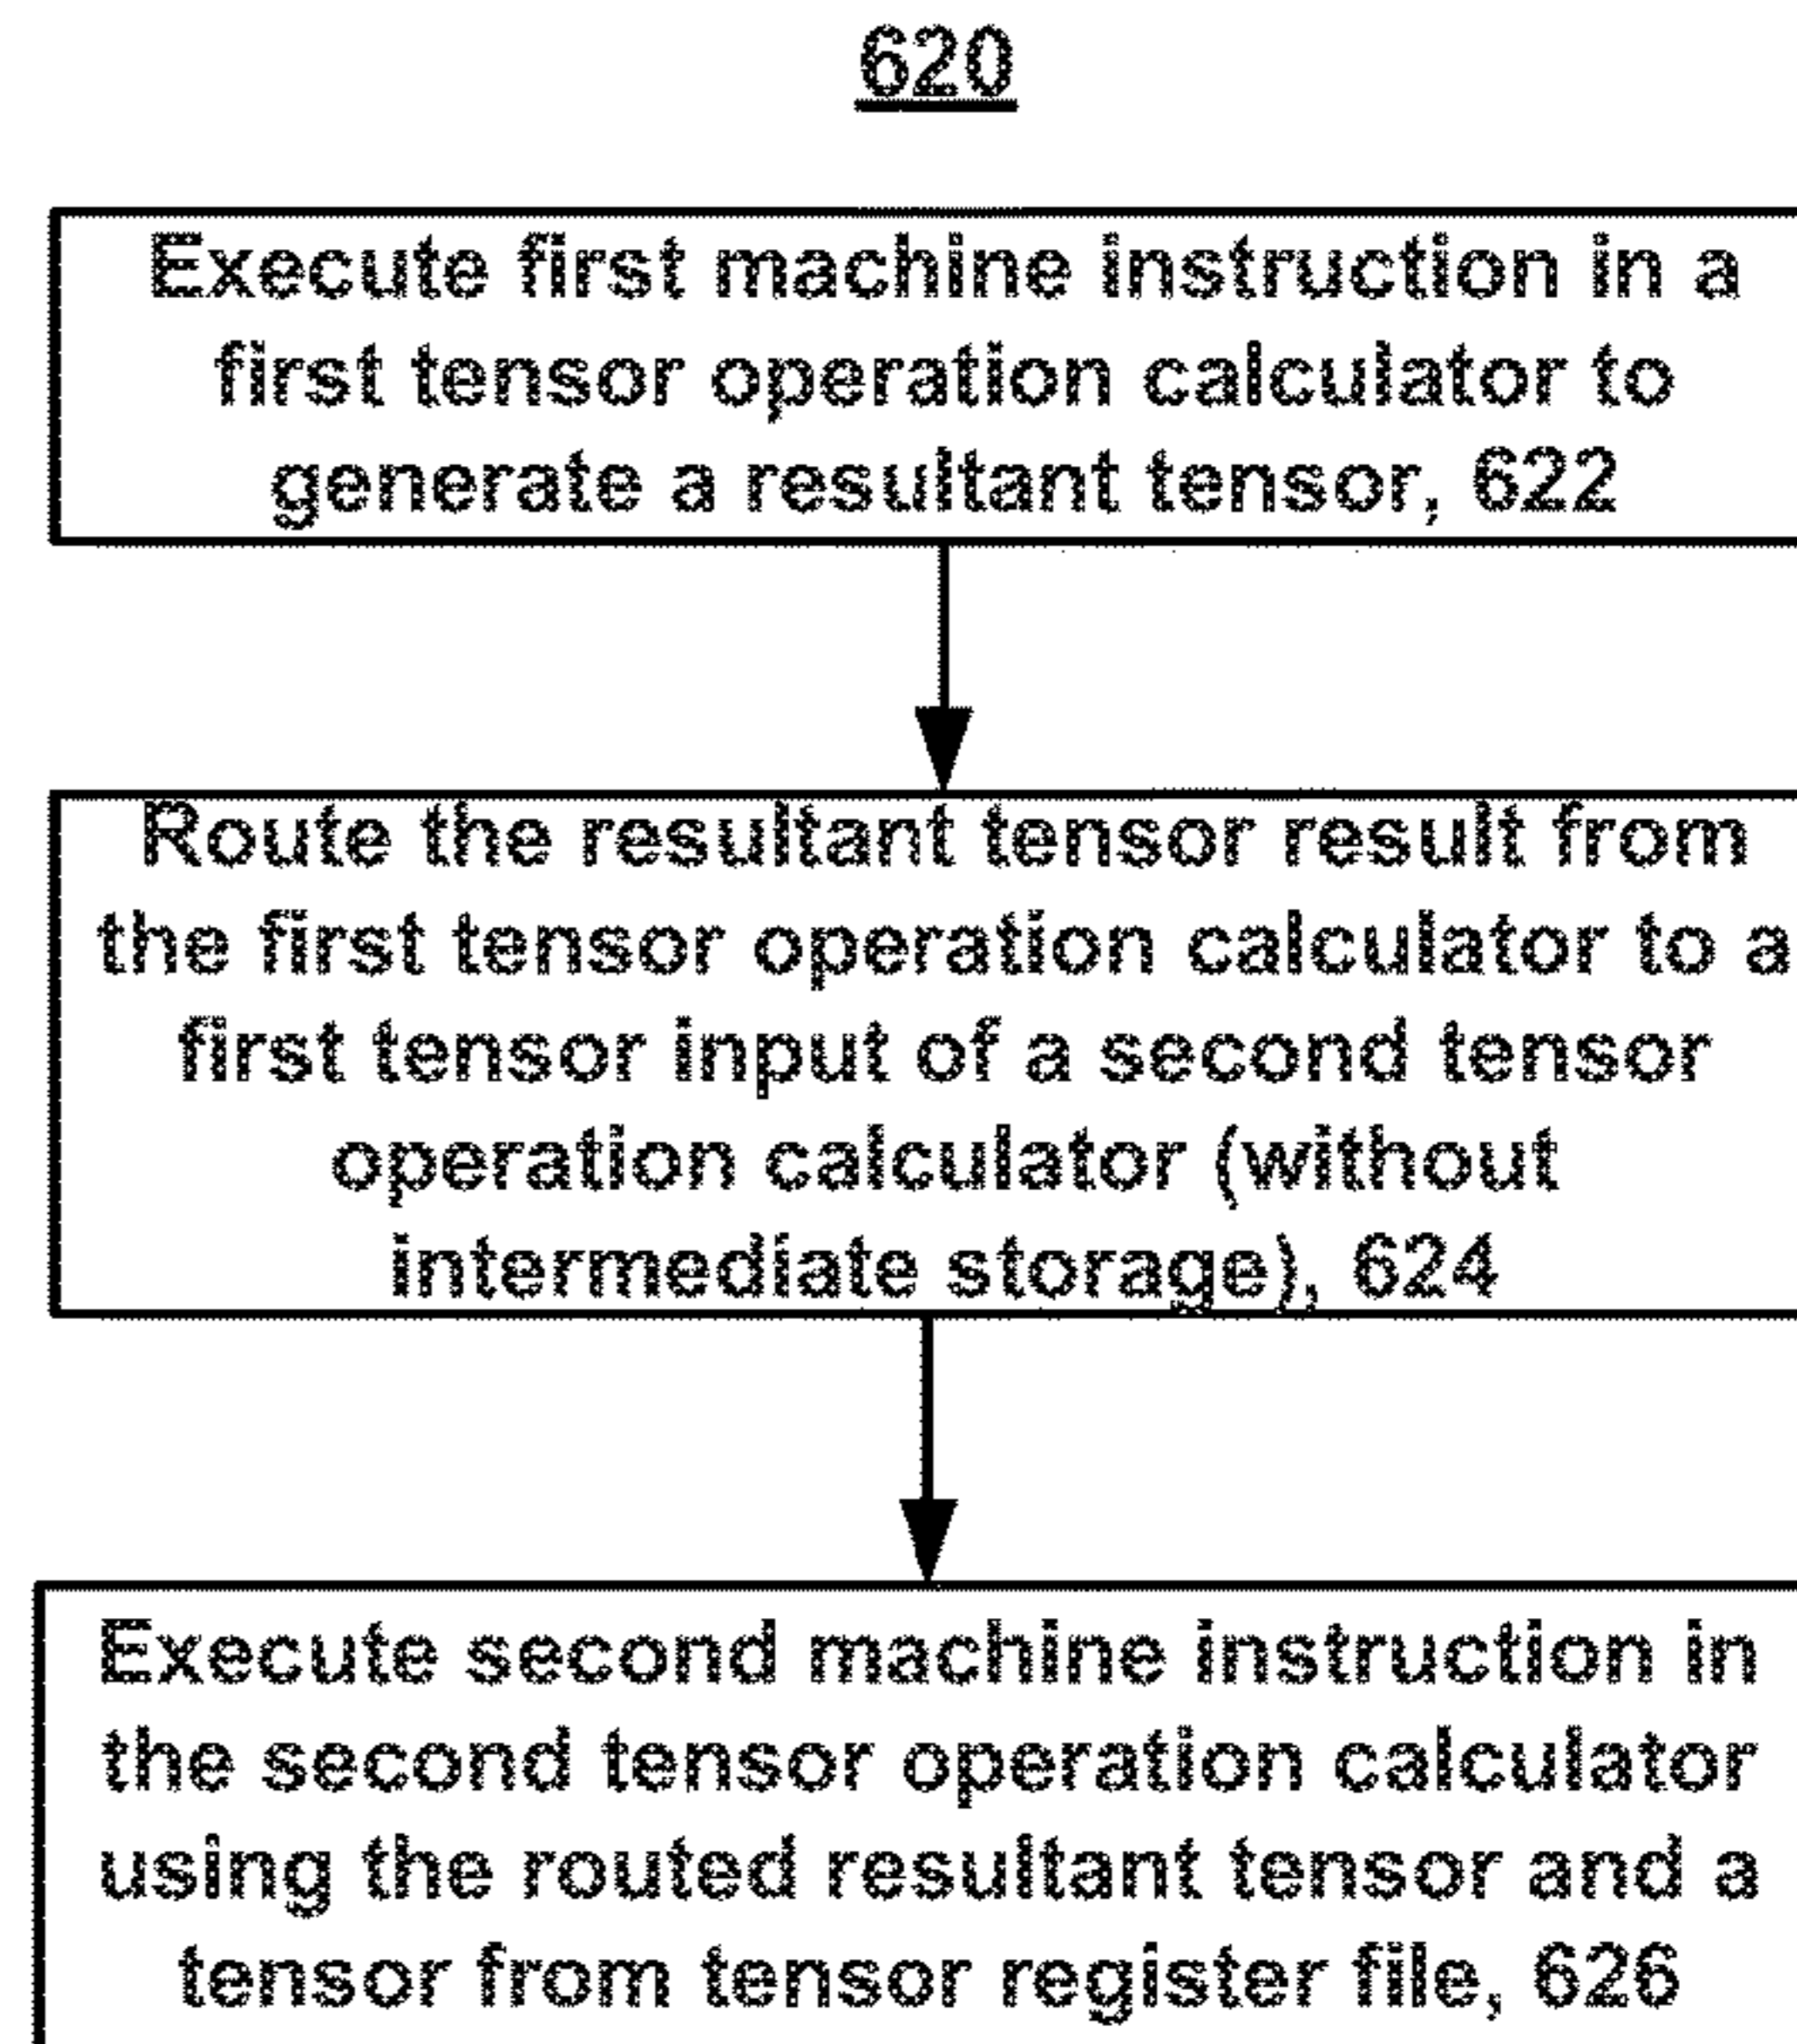 620
Execute first machine instruction in a
first tensor operation calculator to
generate a resultant tensor, 622
Route the resultant tensor result from
the first tensor operation calculator to a
first tensor input of a second tensor
operation calculator (without
intermediate storage), 624
Execute second machine instruction in
the second tensor operation calculator
using the routed resultant tensor and a
tensor from tensor register file, 626